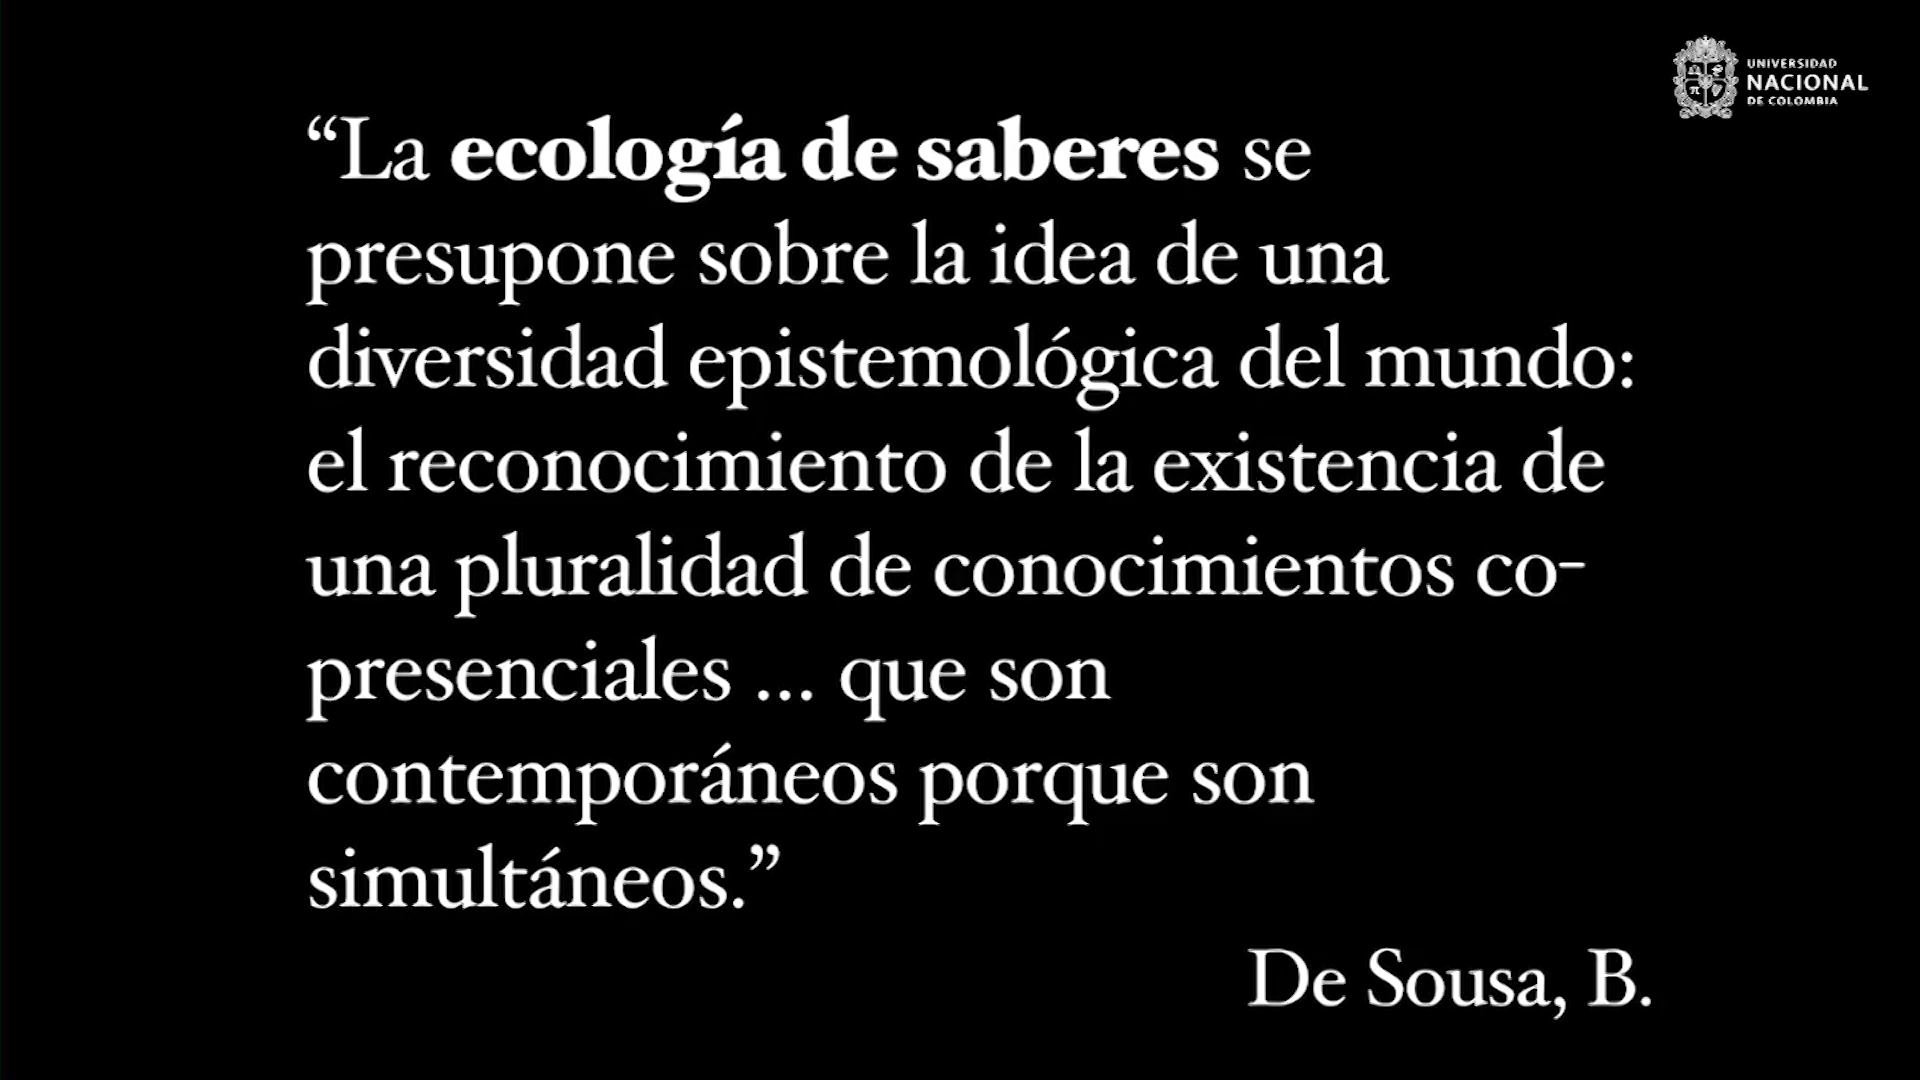 UNIVERSIDAD
NACIONAL
DE COLOMBIA
“La ecología de saberes se
presupone sobre la idea de una
diversidad epistemológica del mundo:
el reconocimiento de la existencia de
una pluralidad de conocimientos co-
presenciales ... que son
contemporáneos porque son
simultáneos.”
De Sousa, B.